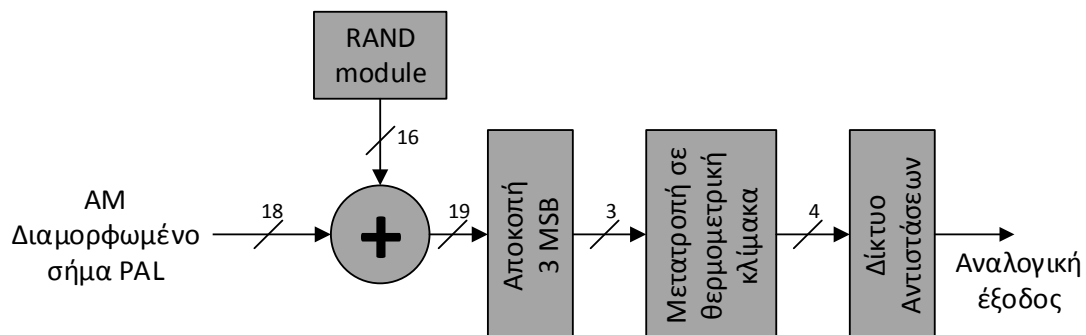 RAND
module
16
AM
Διαμορφωμένο
σήμα PAL
18
+
19
Αποκοπή
3 MSB
3
Μετατροπή σε
θερμομετρική
κλίμακα
4
Δίκτυο
Αντιστάσεων
Αναλογική
έξοδος